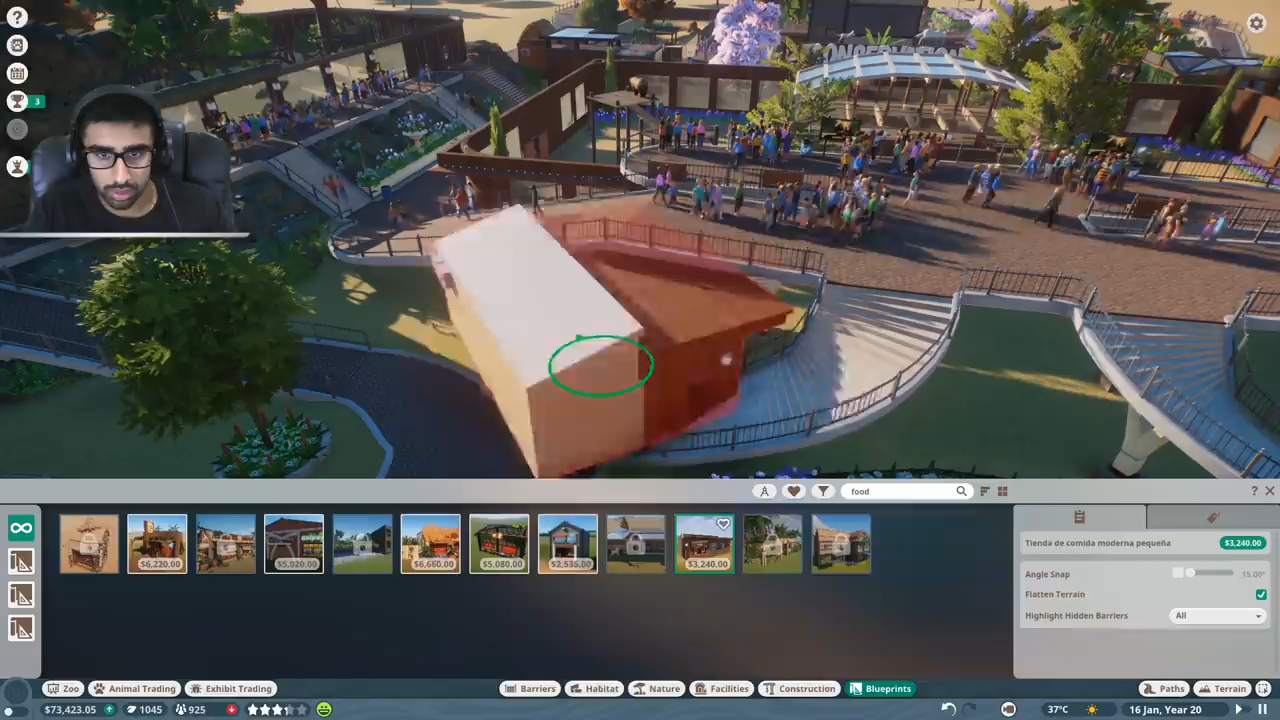 ?
CONSERVATION
3
food
? X
$6,220.00
$5,020.00
$6,660.00
$5,080.00
$2,535.00
$3,240.00
Tienda de comida moderna pequeña
$3,240.00
Angle Snap
15.00°
Flatten Terrain
Highlight Hidden Barriers
All
Zoo
Animal Trading
Exhibit Trading
Barriers
Habitat
Nature
Facilities
Construction
Blueprints
Paths
Terrain
$73,423.05
1045
925
37°C
16 Jan, Year 20